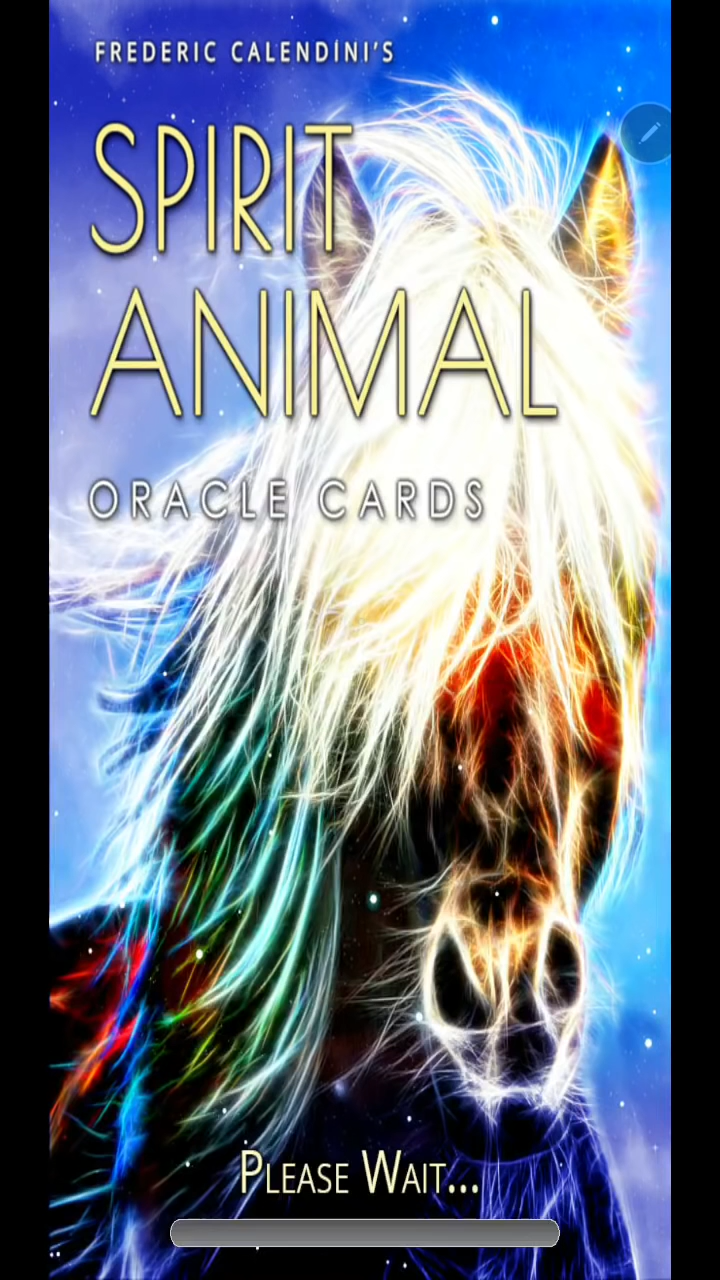 FREDERIC CALENDINI'S
SPIRIT
ANIMAL
ORACLE CARDS
PLEASE WAIT...